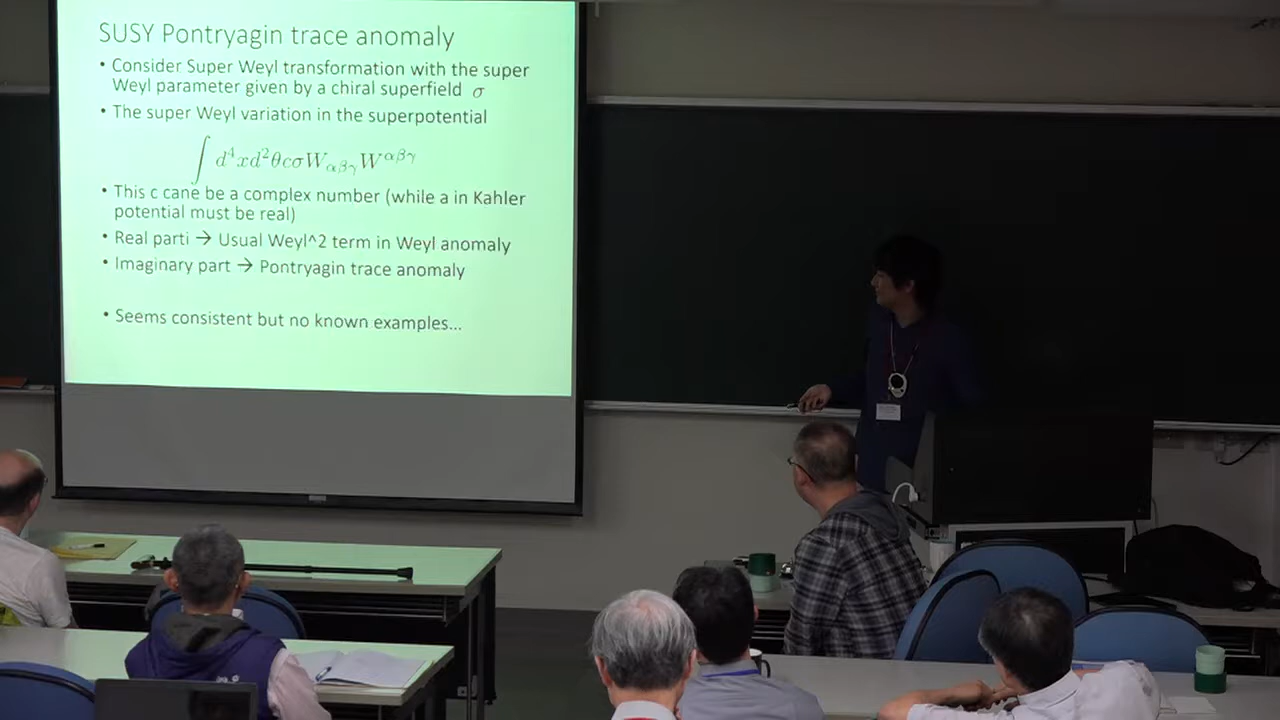 SUSY Pontryagin trace anomaly
• Consider Super Weyl transformation with the super
Weyl parameter given by a chiral superfield σ
• The super Weyl variation in the superpotential
∫ d⁴xd²θcσW_{αβγ}W^{αβγ}
• This c cane be a complex number (while a in Kahler
potential must be real)
• Real parti → Usual Weyl^2 term in Weyl anomaly
• Imaginary part → Pontryagin trace anomaly
• Seems consistent but no known examples...